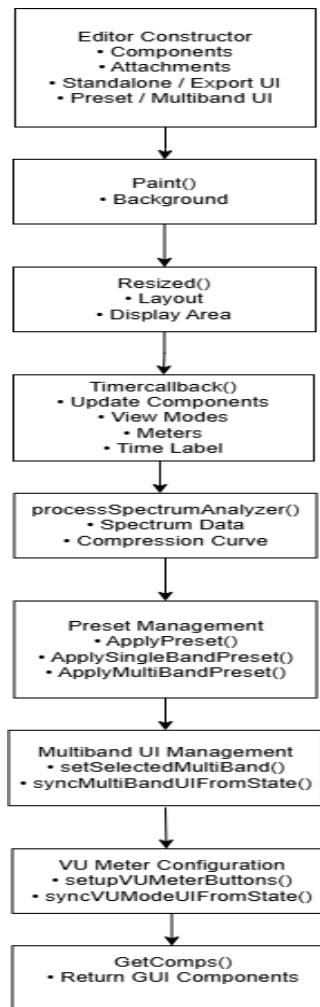 Editor Constructor
• Components
• Attachments
• Standalone / Export UI
• Preset / Multiband UI
Paint()
• Background
Resized()
• Layout
• Display Area
Timercallback()
• Update Components
• View Modes
• Meters
• Time Label
processSpectrumAnalyzer()
• Spectrum Data
• Compression Curve
Preset Management
• ApplyPreset()
• ApplySingleBandPreset()
• ApplyMultiBandPreset()
Multiband UI Management
• setSelectedMultiBand()
• syncMultiBandUIFromState()
VU Meter Configuration
• setupVUMeterButtons()
• syncVUModeUIFromState()
GetComps()
• Return GUI Components